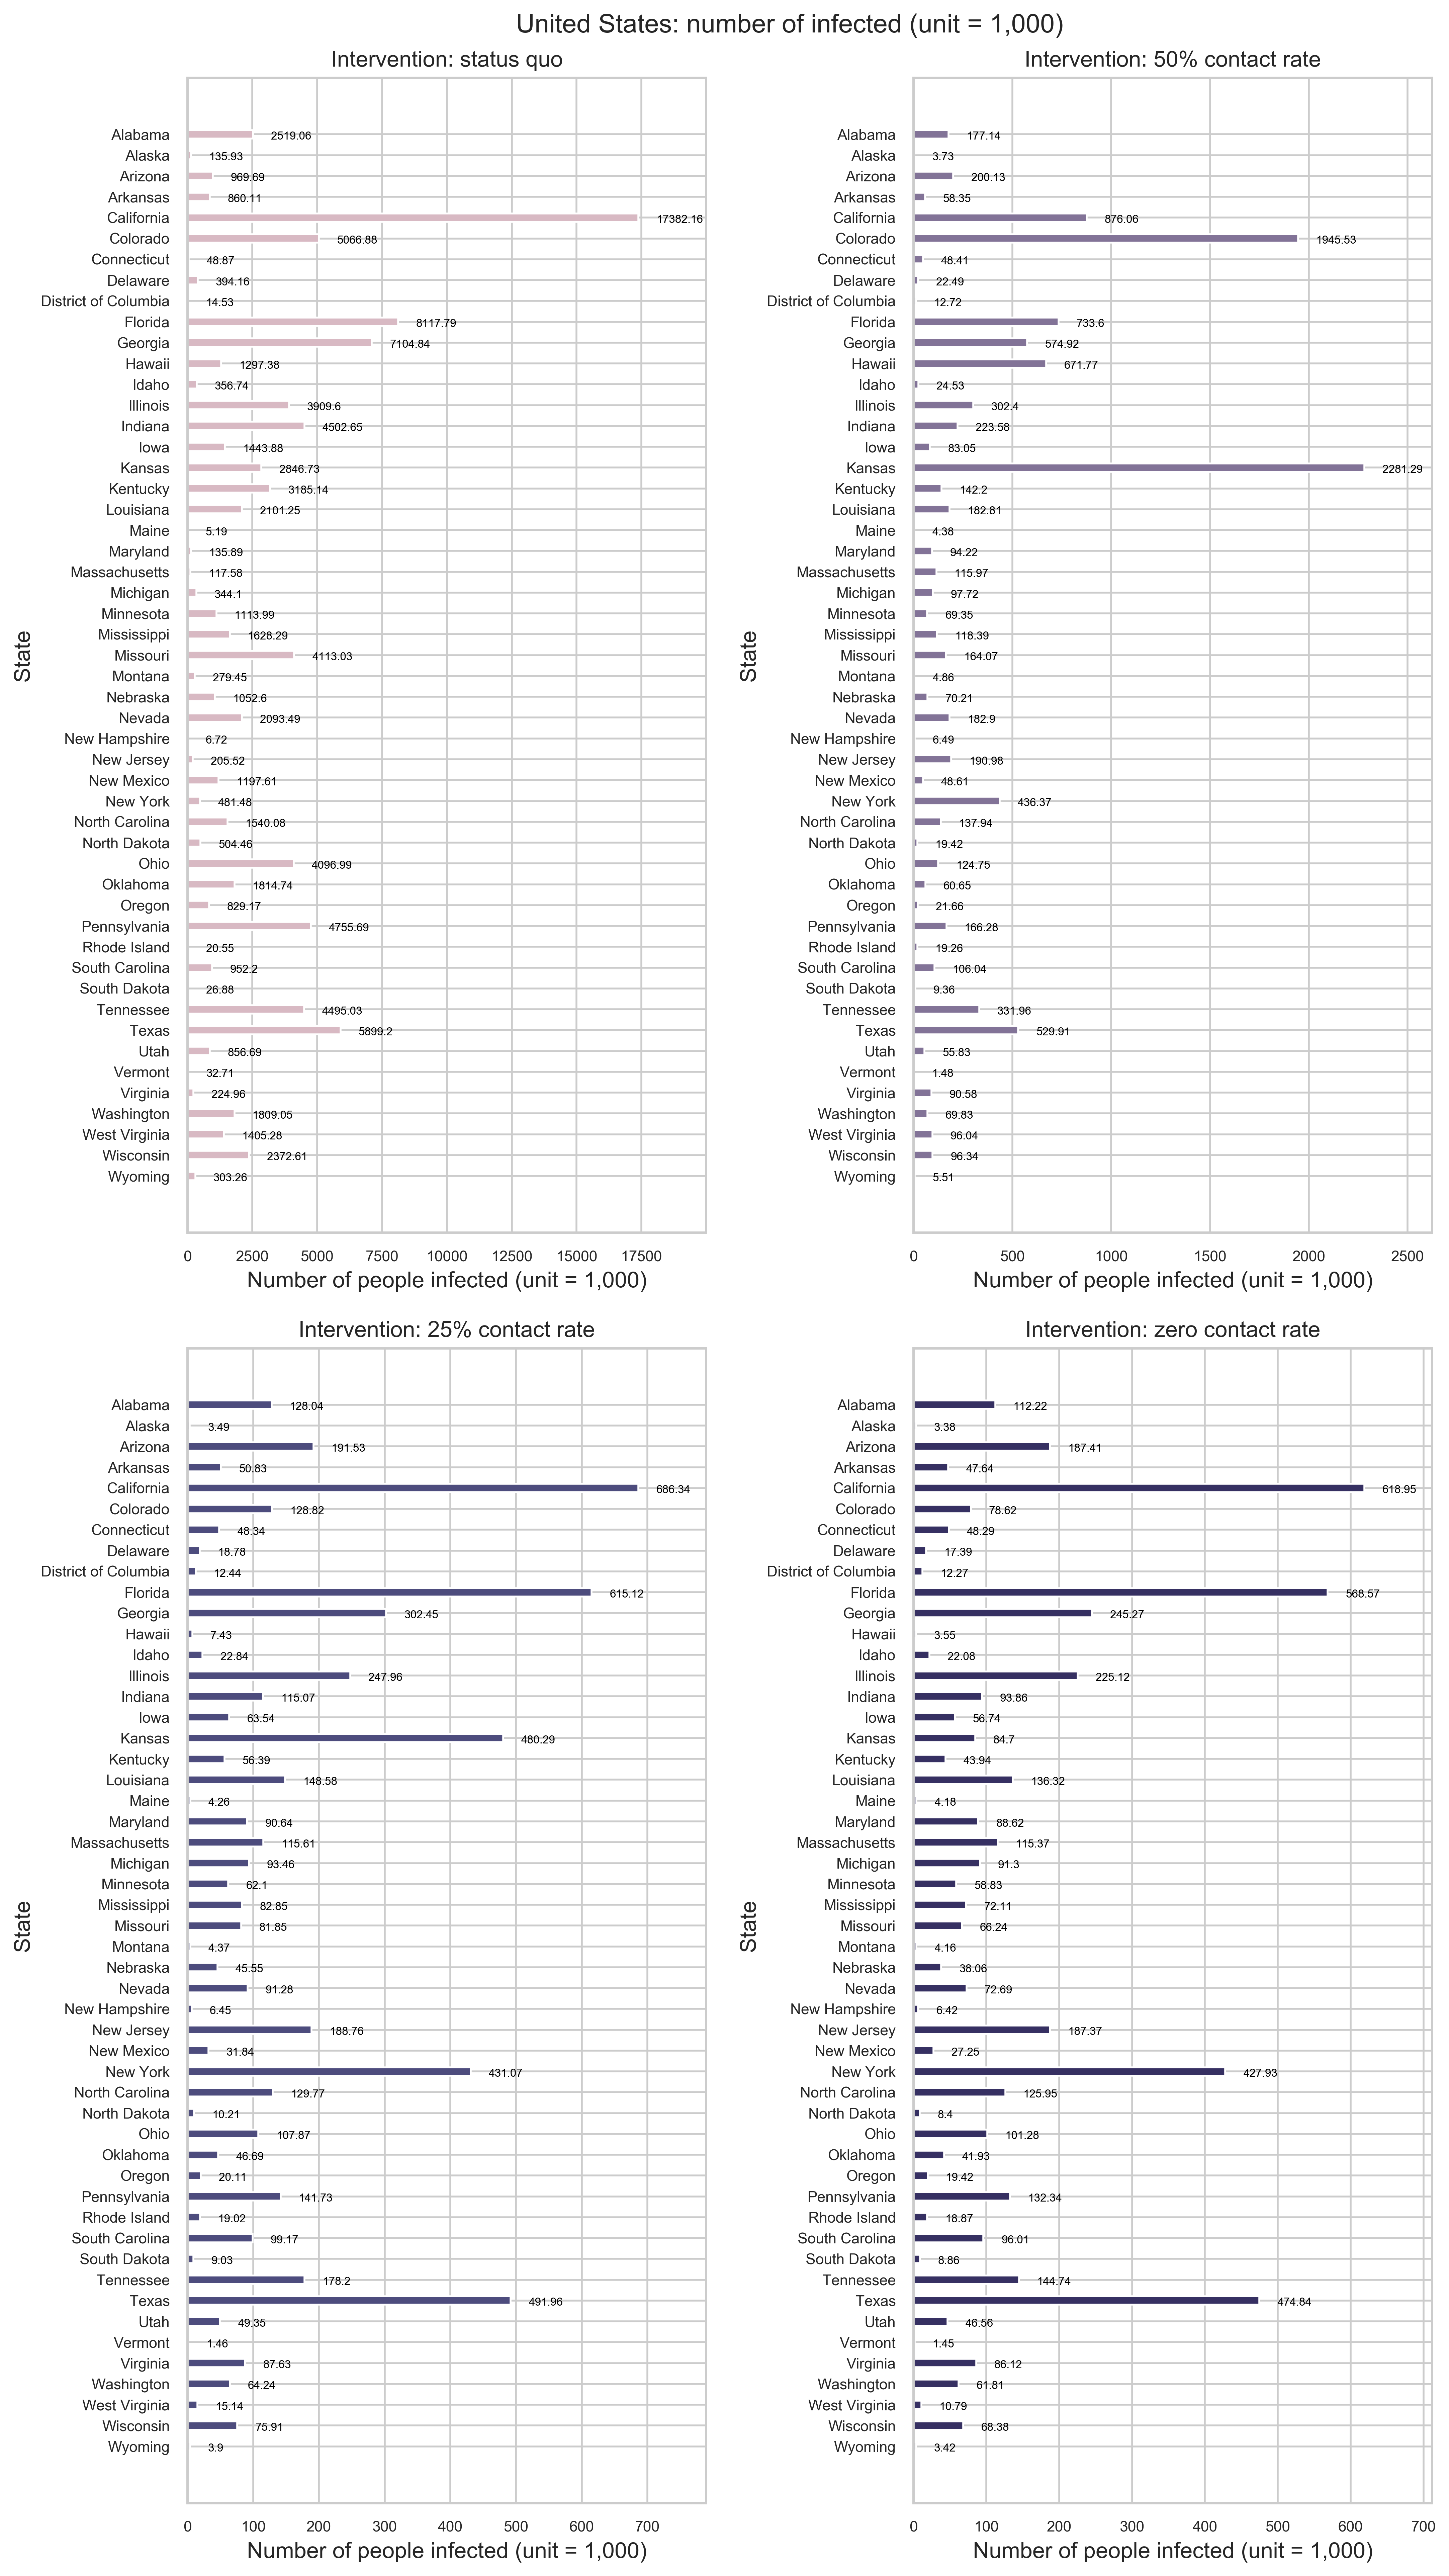 United States: number of infected (unit = 1,000)
Intervention: status quo
State
Alabama 2519.06
Alaska 135.93
Arizona 969.69
Arkansas 860.11
California 17382.16
Colorado 5066.88
Connecticut 48.87
Delaware 394.16
District of Columbia 14.53
Florida 8117.79
Georgia 7104.84
Hawaii 1297.38
Idaho 356.74
Illinois 3909.6
Indiana 4502.65
Iowa 1443.88
Kansas 2846.73
Kentucky 3185.14
Louisiana 2101.25
Maine 5.19
Maryland 135.89
Massachusetts 117.58
Michigan 344.1
Minnesota 1113.99
Mississippi 1628.29
Missouri 4113.03
Montana 279.45
Nebraska 1052.6
Nevada 2093.49
New Hampshire 6.72
New Jersey 205.52
New Mexico 1197.61
New York 481.48
North Carolina 1540.08
North Dakota 504.46
Ohio 4096.99
Oklahoma 1814.74
Oregon 829.17
Pennsylvania 4755.69
Rhode Island 20.55
South Carolina 952.2
South Dakota 26.88
Tennessee 4495.03
Texas 5899.2
Utah 856.69
Vermont 32.71
Virginia 224.96
Washington 1809.05
West Virginia 1405.28
Wisconsin 2372.61
Wyoming 303.26
0 2500 5000 7500 10000 12500 15000 17500
Number of people infected (unit = 1,000)
Intervention: 50% contact rate
State
Alabama 177.14
Alaska 3.73
Arizona 200.13
Arkansas 58.35
California 876.06
Colorado 1945.53
Connecticut 48.41
Delaware 22.49
District of Columbia 12.72
Florida 733.6
Georgia 574.92
Hawaii 671.77
Idaho 24.53
Illinois 302.4
Indiana 223.58
Iowa 83.05
Kansas 2281.29
Kentucky 142.2
Louisiana 182.81
Maine 4.38
Maryland 94.22
Massachusetts 115.97
Michigan 97.72
Minnesota 69.35
Mississippi 118.39
Missouri 164.07
Montana 4.86
Nebraska 70.21
Nevada 182.9
New Hampshire 6.49
New Jersey 190.98
New Mexico 48.61
New York 436.37
North Carolina 137.94
North Dakota 19.42
Ohio 124.75
Oklahoma 60.65
Oregon 21.66
Pennsylvania 166.28
Rhode Island 19.26
South Carolina 106.04
South Dakota 9.36
Tennessee 331.96
Texas 529.91
Utah 55.83
Vermont 1.48
Virginia 90.58
Washington 69.83
West Virginia 96.04
Wisconsin 96.34
Wyoming 5.51
0 500 1000 1500 2000 2500
Number of people infected (unit = 1,000)
Intervention: 25% contact rate
State
Alabama 128.04
Alaska 3.49
Arizona 191.53
Arkansas 50.83
California 686.34
Colorado 128.82
Connecticut 48.34
Delaware 18.78
District of Columbia 12.44
Florida 615.12
Georgia 302.45
Hawaii 7.43
Idaho 22.84
Illinois 247.96
Indiana 115.07
Iowa 63.54
Kansas 480.29
Kentucky 56.39
Louisiana 148.58
Maine 4.26
Maryland 90.64
Massachusetts 115.61
Michigan 93.46
Minnesota 62.1
Mississippi 82.85
Missouri 81.85
Montana 4.37
Nebraska 45.55
Nevada 91.28
New Hampshire 6.45
New Jersey 188.76
New Mexico 31.84
New York 431.07
North Carolina 129.77
North Dakota 10.21
Ohio 107.87
Oklahoma 46.69
Oregon 20.11
Pennsylvania 141.73
Rhode Island 19.02
South Carolina 99.17
South Dakota 9.03
Tennessee 178.2
Texas 491.96
Utah 49.35
Vermont 1.46
Virginia 87.63
Washington 64.24
West Virginia 15.14
Wisconsin 75.91
Wyoming 3.9
0 100 200 300 400 500 600 700
Number of people infected (unit = 1,000)
Intervention: zero contact rate
State
Alabama 112.22
Alaska 3.38
Arizona 187.41
Arkansas 47.64
California 618.95
Colorado 78.62
Connecticut 48.29
Delaware 17.39
District of Columbia 12.27
Florida 568.57
Georgia 245.27
Hawaii 3.55
Idaho 22.08
Illinois 225.12
Indiana 93.86
Iowa 56.74
Kansas 84.7
Kentucky 43.94
Louisiana 136.32
Maine 4.18
Maryland 88.62
Massachusetts 115.37
Michigan 91.3
Minnesota 58.83
Mississippi 72.11
Missouri 66.24
Montana 4.16
Nebraska 38.06
Nevada 72.69
New Hampshire 6.42
New Jersey 187.37
New Mexico 27.25
New York 427.93
North Carolina 125.95
North Dakota 8.4
Ohio 101.28
Oklahoma 41.93
Oregon 19.42
Pennsylvania 132.34
Rhode Island 18.87
South Carolina 96.01
South Dakota 8.86
Tennessee 144.74
Texas 474.84
Utah 46.56
Vermont 1.45
Virginia 86.12
Washington 61.81
West Virginia 10.79
Wisconsin 68.38
Wyoming 3.42
0 100 200 300 400 500 600 700
Number of people infected (unit = 1,000)